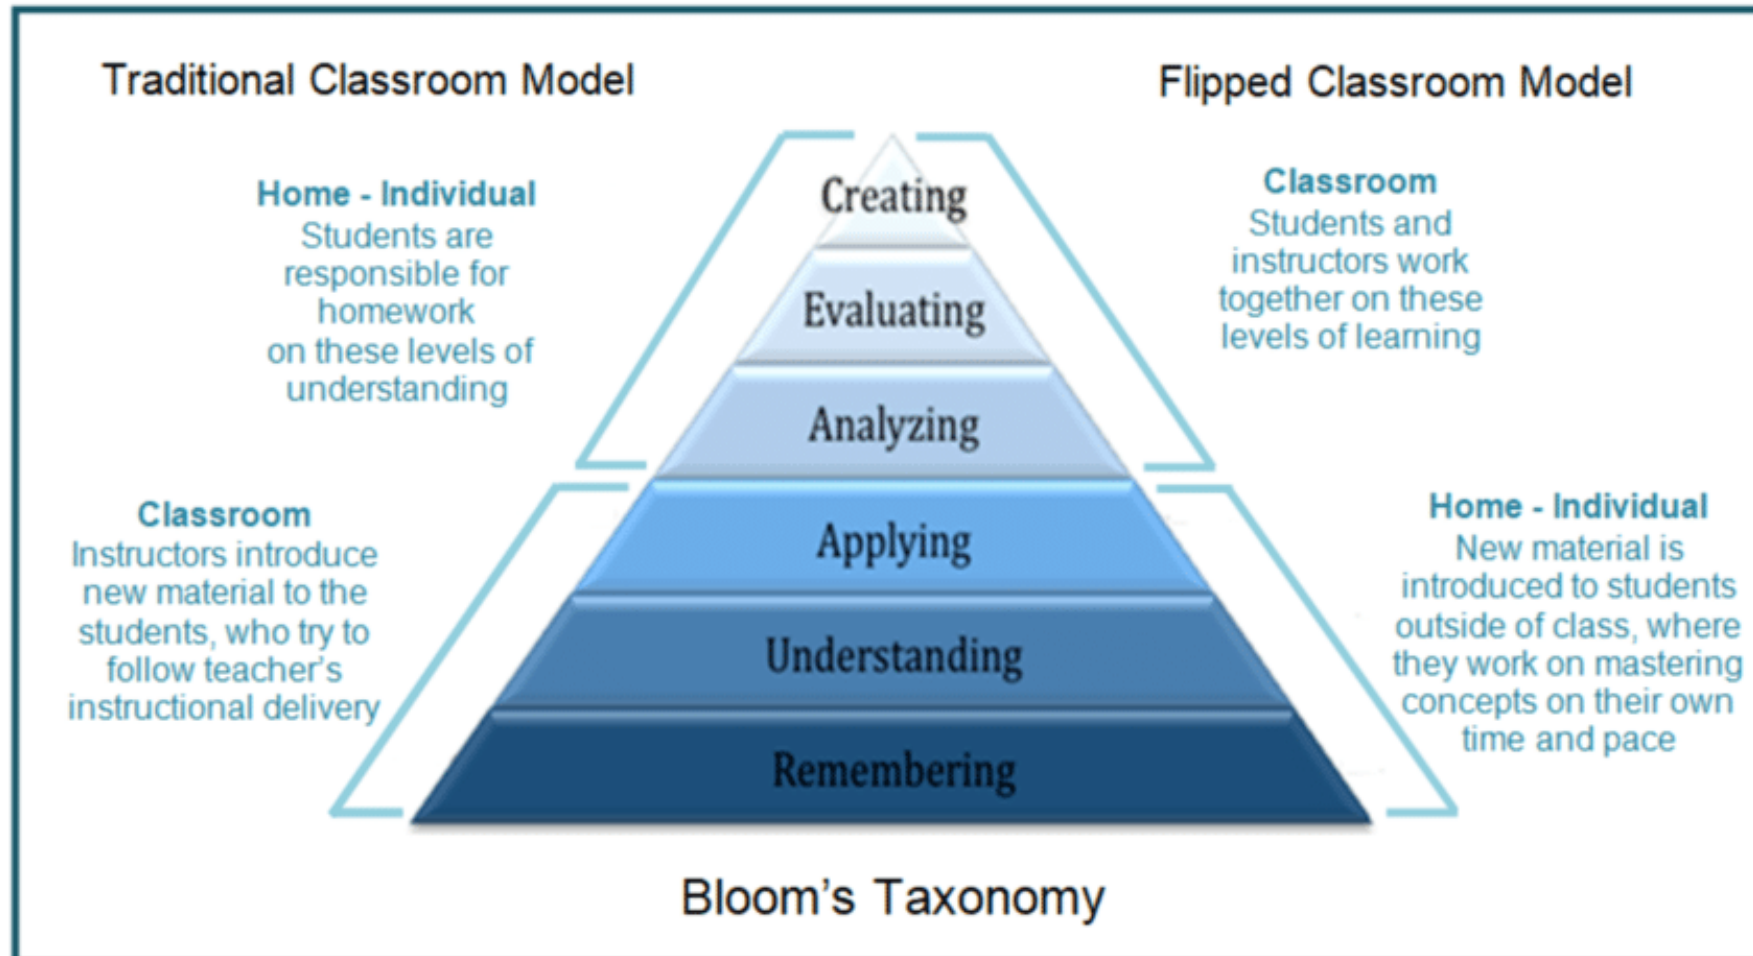 Traditional Classroom Model
Flipped Classroom Model
Home - Individual
Students are
responsible for
homework
on these levels of
understanding
Classroom
Instructors introduce
new material to the
students, who try to
follow teacher's
instructional delivery
Creating
Evaluating
Analyzing
Applying
Understanding
Remembering
Classroom
Students and
instructors work
together on these
levels of learning
Home - Individual
New material is
introduced to students
outside of class, where
they work on mastering
concepts on their own
time and pace
Bloom's Taxonomy